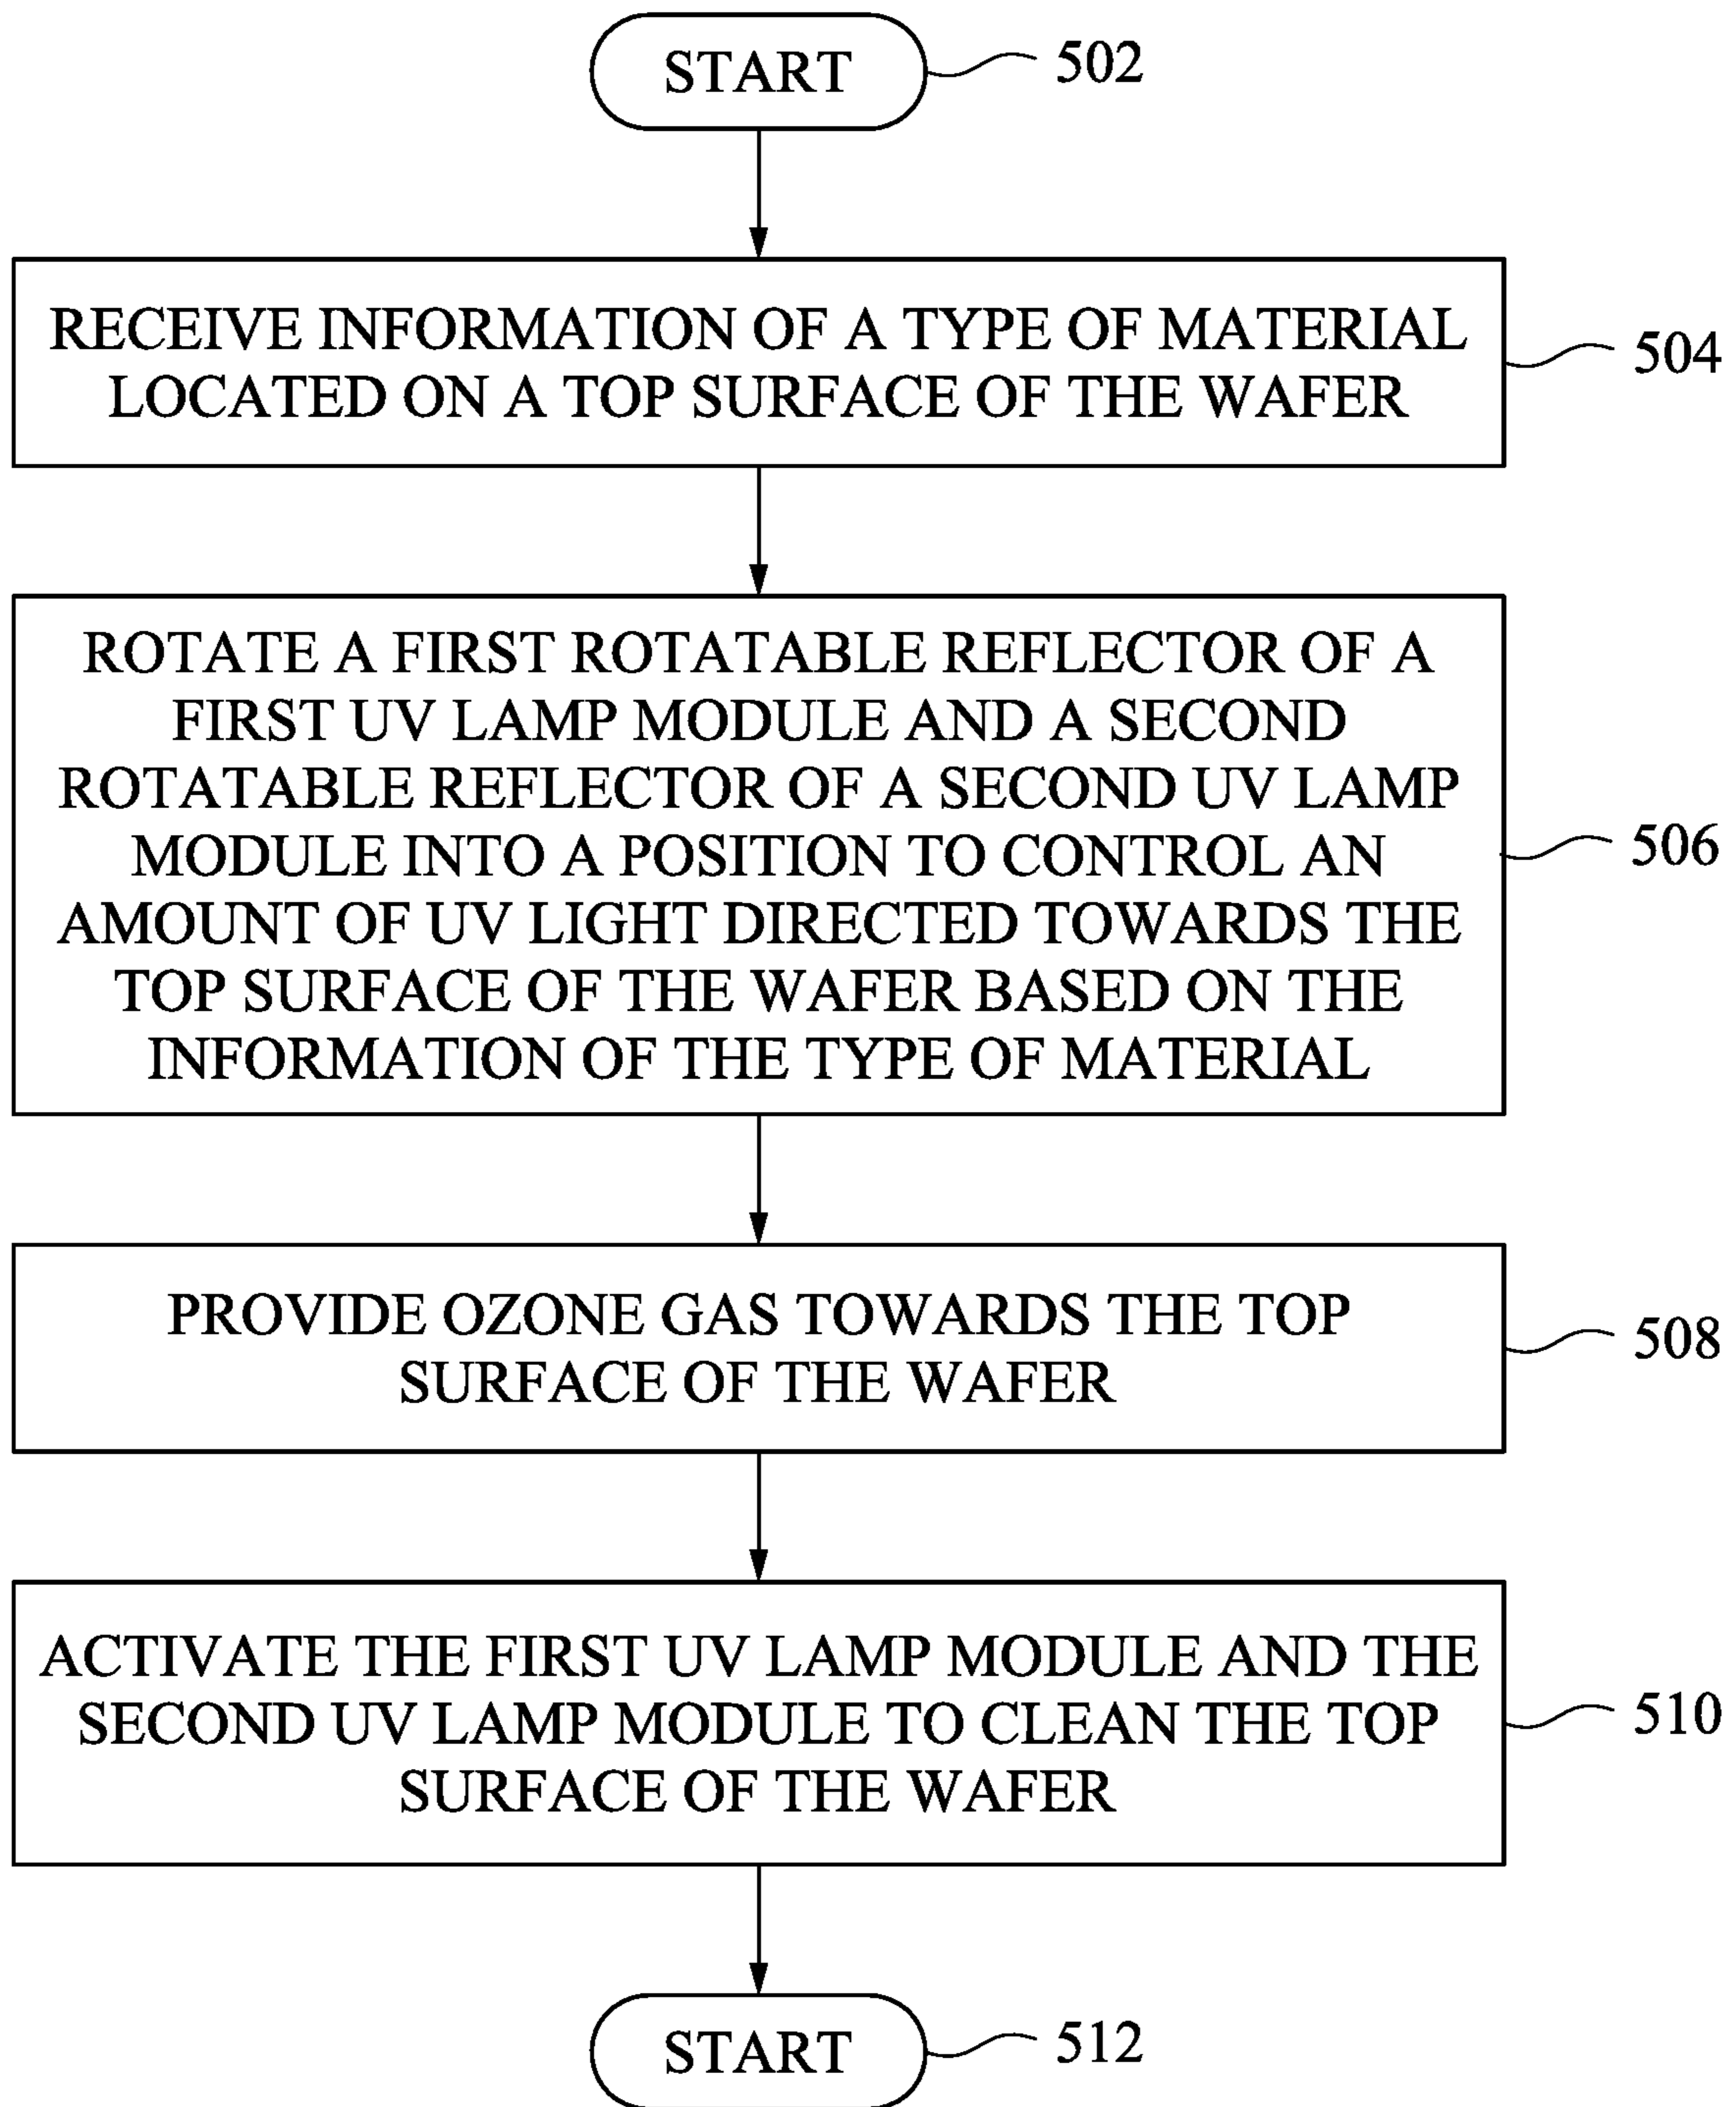 START
502
RECEIVE INFORMATION OF A TYPE OF MATERIAL
LOCATED ON A TOP SURFACE OF THE WAFER
504
ROTATE A FIRST ROTATABLE REFLECTOR OF A
FIRST UV LAMP MODULE AND A SECOND
ROTATABLE REFLECTOR OF A SECOND UV LAMP
MODULE INTO A POSITION TO CONTROL AN
AMOUNT OF UV LIGHT DIRECTED TOWARDS THE
TOP SURFACE OF THE WAFER BASED ON THE
INFORMATION OF THE TYPE OF MATERIAL
506
PROVIDE OZONE GAS TOWARDS THE TOP
SURFACE OF THE WAFER
508
ACTIVATE THE FIRST UV LAMP MODULE AND THE
SECOND UV LAMP MODULE TO CLEAN THE TOP
SURFACE OF THE WAFER
510
START
512